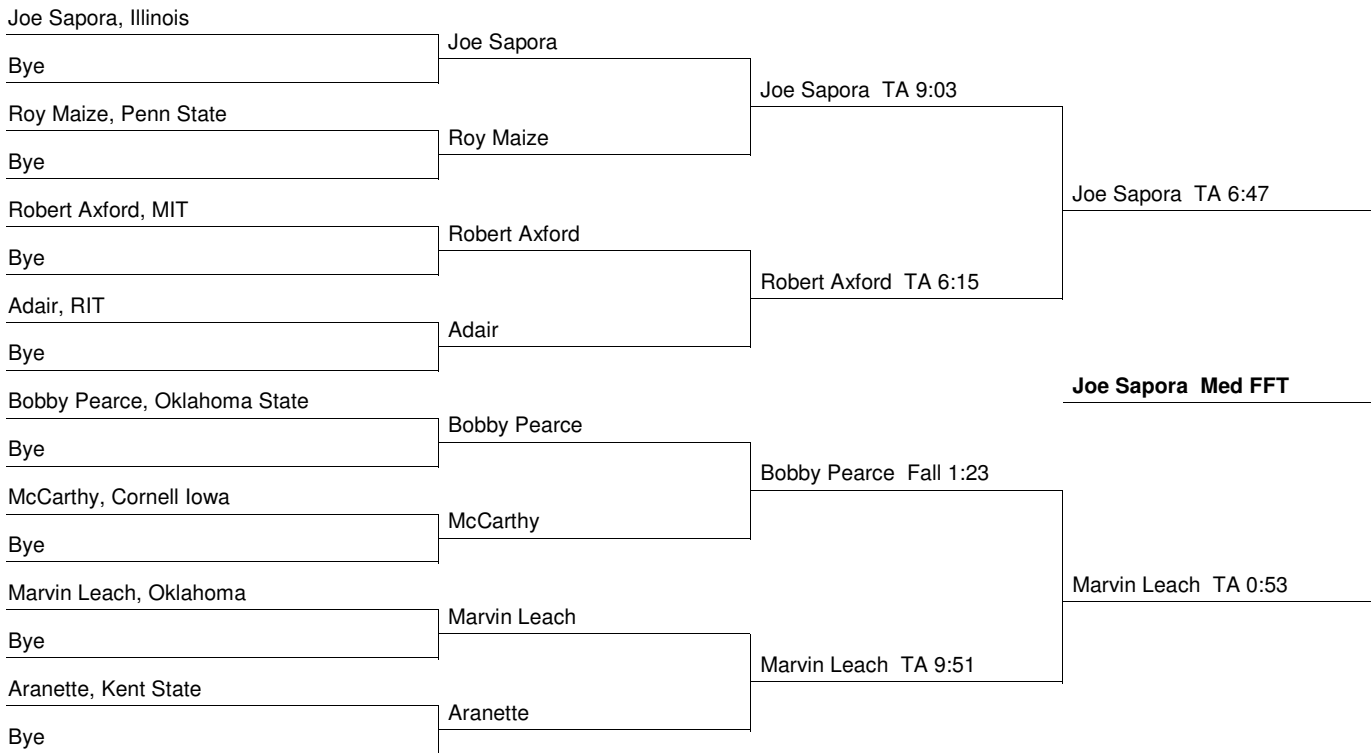 Joe Sapora, Illinois
Bye
Roy Maize, Penn State
Bye
Robert Axford, MIT
Bye
Adair, RIT
Bye
Bobby Pearce, Oklahoma State
Bye
McCarthy, Cornell Iowa
Bye
Marvin Leach, Oklahoma
Bye
Aranette, Kent State
Bye
Joe Sapora
Roy Maize
Robert Axford
Adair
Bobby Pearce
McCarthy
Marvin Leach
Aranette
Joe Sapora TA 9:03
Robert Axford TA 6:15
Bobby Pearce Fall 1:23
Marvin Leach TA 9:51
Joe Sapora TA 6:47
Marvin Leach TA 0:53
Joe Sapora Med FFT